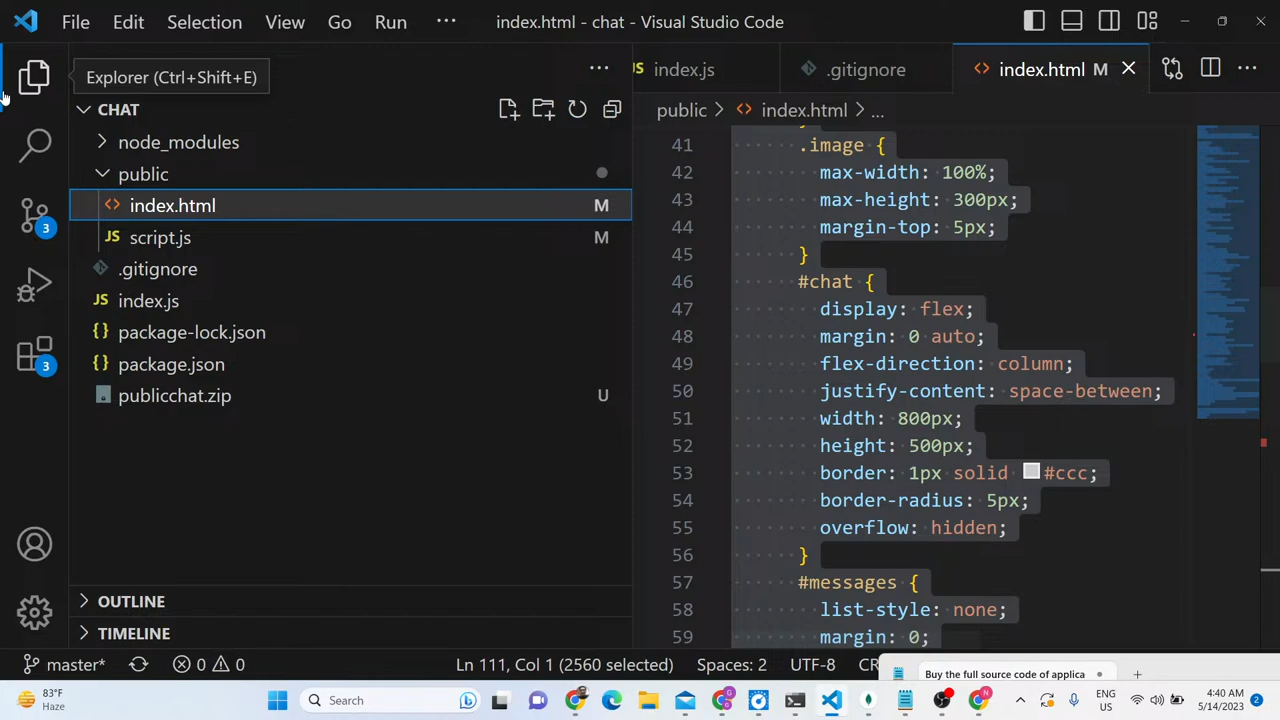 File Edit Selection View Go Run ··· index.html - chat - Visual Studio Code
Explorer (Ctrl+Shift+E)
CHAT
node_modules
public
index.html M
script.js M
.gitignore
index.js
package-lock.json
package.json
publicchat.zip U
OUTLINE
TIMELINE
3
3
index.js .gitignore index.html M
public > index.html > ...
41 .image {
42 max-width: 100%;
43 max-height: 300px;
44 margin-top: 5px;
45 }
46 #chat {
47 display: flex;
48 margin: 0 auto;
49 flex-direction: column;
50 justify-content: space-between;
51 width: 800px;
52 height: 500px;
53 border: 1px solid #ccc;
54 border-radius: 5px;
55 overflow: hidden;
56 }
57 #messages {
58 list-style: none;
59 margin: 0;
master* 0 0 Ln 111, Col 1 (2560 selected) Spaces: 2 UTF-8 CR
Buy the full source code of applica
83°F
Haze
Search
ENG
US
4:40 AM
5/14/2023
2